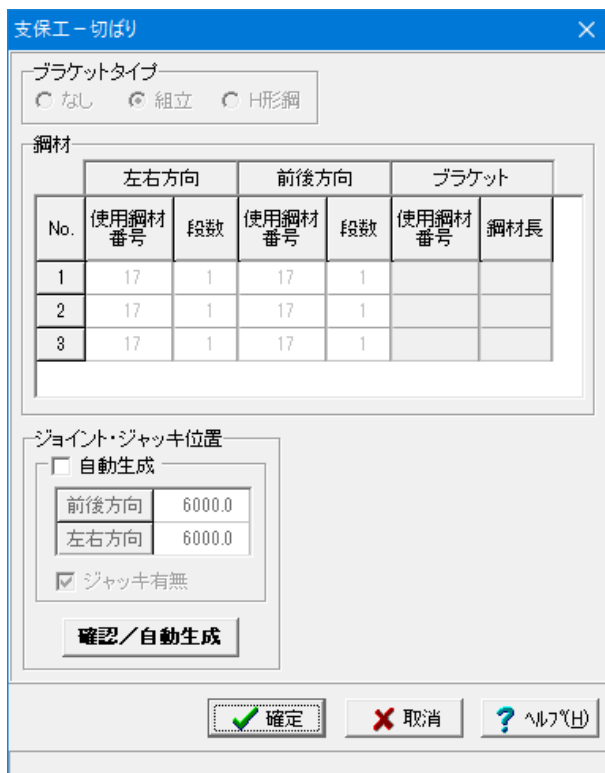 支保工－切ばり
ブラケットタイプ
なし 組立 H形鋼
鋼材
左右方向 前後方向 ブラケット
No. 使用鋼材番号 段数 使用鋼材番号 段数 使用鋼材番号 鋼材長
1 17 1 17 1
2 17 1 17 1
3 17 1 17 1
ジョイント・ジャッキ位置
自動生成
前後方向 6000.0
左右方向 6000.0
ジャッキ有無
確認／自動生成
確定 取消 ヘルプ(H)